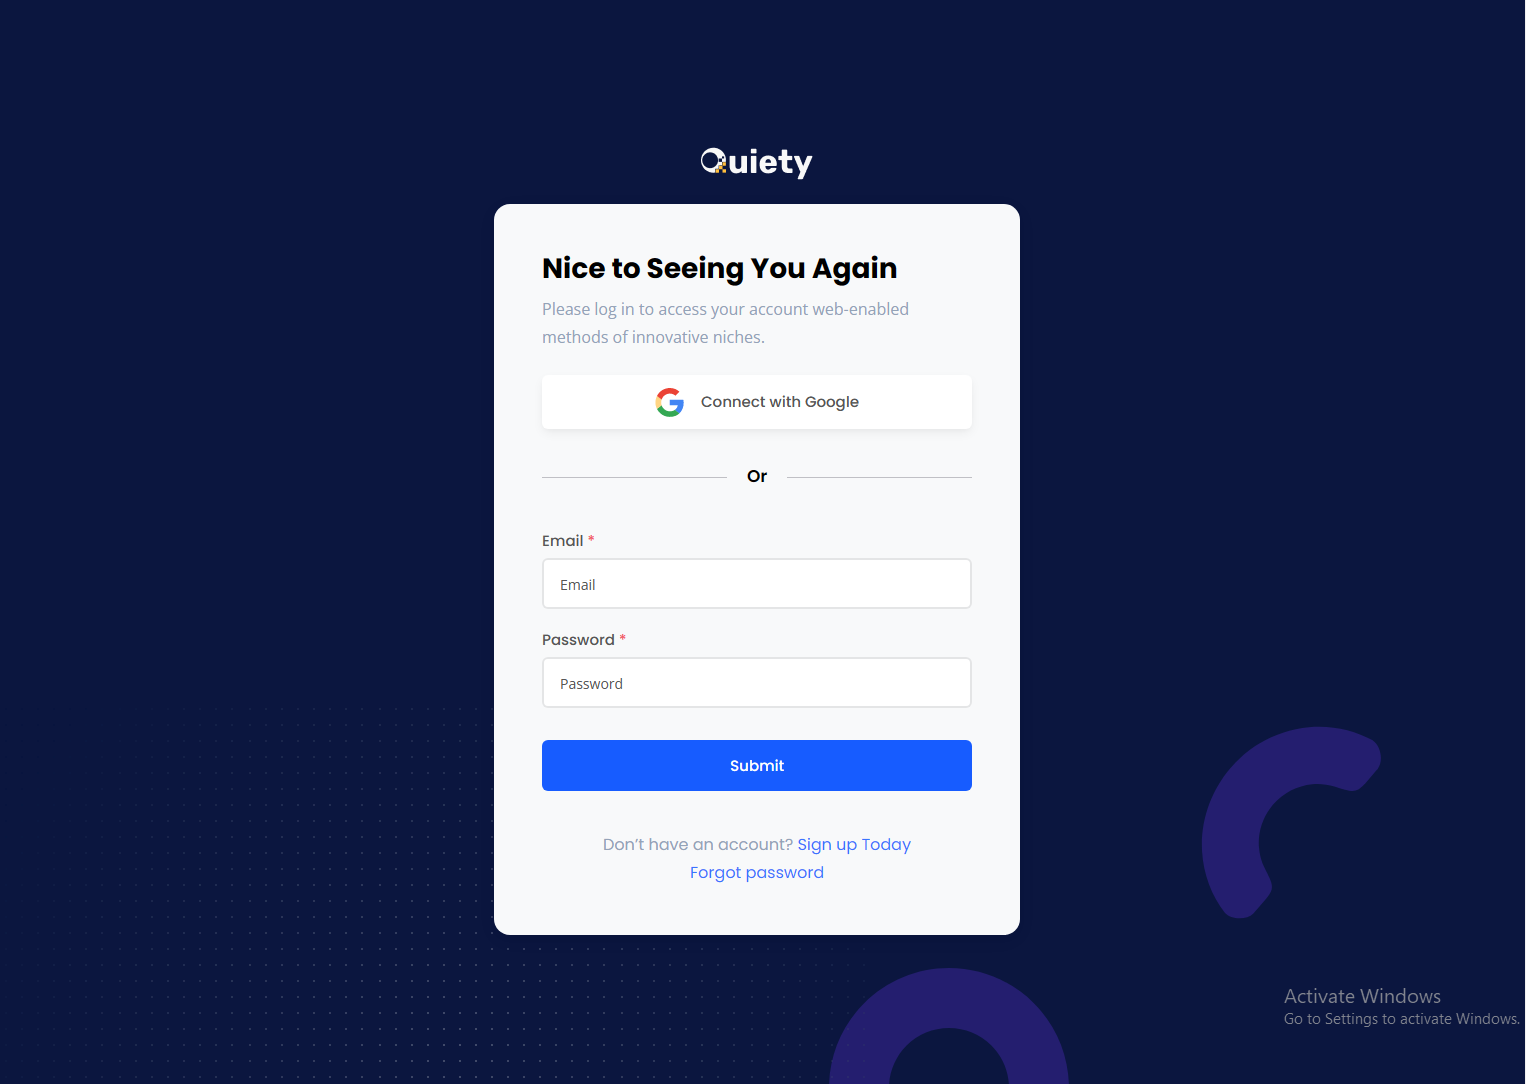 Quiety
Nice to Seeing You Again
Please log in to access your account web-enabled
methods of innovative niches.
Connect with Google
Or
Email *
Email
Password *
Password
Submit
Don't have an account? Sign up Today
Forgot password
Activate Windows
Go to Settings to activate Windows.